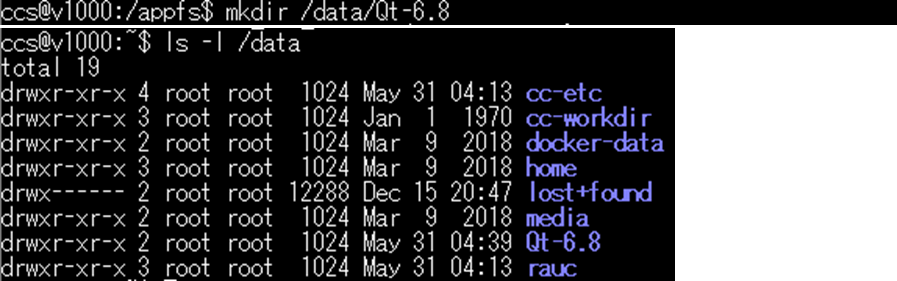 ccs@v1000:/appfs$ mkdir /data/Qt-6.8
ccs@v1000:~$ ls -l /data
total 19
drwxr-xr-x 4 root root  1024 May 31 04:13 cc-etc
drwxr-xr-x 3 root root  1024 Jan  1  1970 cc-workdir
drwxr-xr-x 2 root root  1024 Mar  9  2018 docker-data
drwxr-xr-x 3 root root  1024 Mar  9  2018 home
drwx------ 2 root root 12288 Dec 15 20:47 lost+found
drwxr-xr-x 2 root root  1024 Mar  9  2018 media
drwxr-xr-x 2 root root  1024 May 31 04:39 Qt-6.8
drwxr-xr-x 3 root root  1024 May 31 04:13 rauc